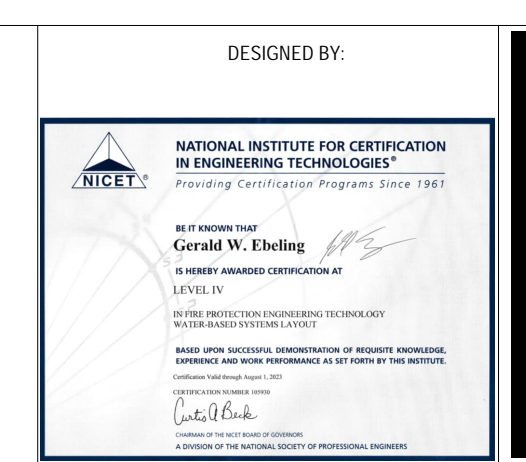 DESIGNED BY:
NICET®
NATIONAL INSTITUTE FOR CERTIFICATION
IN ENGINEERING TECHNOLOGIES®
Providing Certification Programs Since 1961
BE IT KNOWN THAT
Gerald W. Ebeling
IS HEREBY AWARDED CERTIFICATION AT
LEVEL IV
IN FIRE PROTECTION ENGINEERING TECHNOLOGY
WATER-BASED SYSTEMS LAYOUT
BASED UPON SUCCESSFUL DEMONSTRATION OF REQUISITE KNOWLEDGE,
EXPERIENCE AND WORK PERFORMANCE AS SET FORTH BY THIS INSTITUTE.
Certification Valid through August 1, 2023
CERTIFICATION NUMBER 105930
Curtis A Beck
CHAIRMAN OF THE NICET BOARD OF GOVERNORS
A DIVISION OF THE NATIONAL SOCIETY OF PROFESSIONAL ENGINEERS